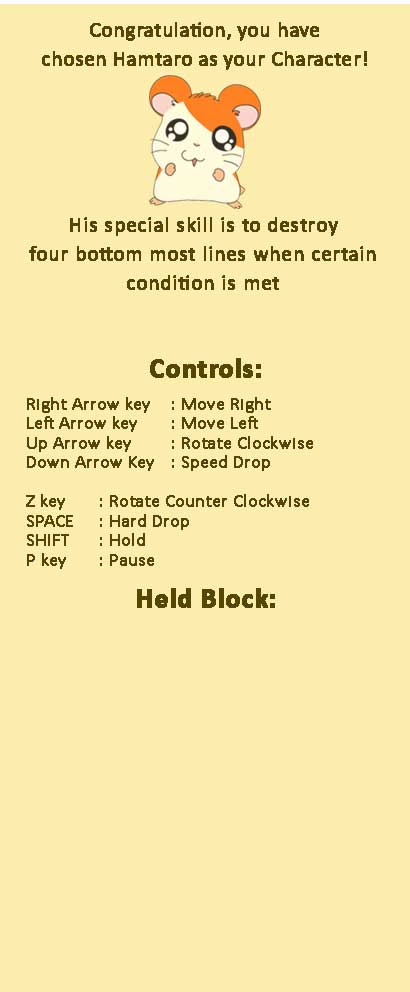 Congratulation, you have
chosen Hamtaro as your Character!
His special skill is to destroy
four bottom most lines when certain
condition is met
Controls:
Right Arrow key : Move Right
Left Arrow key : Move Left
Up Arrow key : Rotate Clockwise
Down Arrow Key : Speed Drop
Z key : Rotate Counter Clockwise
SPACE : Hard Drop
SHIFT : Hold
P key : Pause
Held Block: